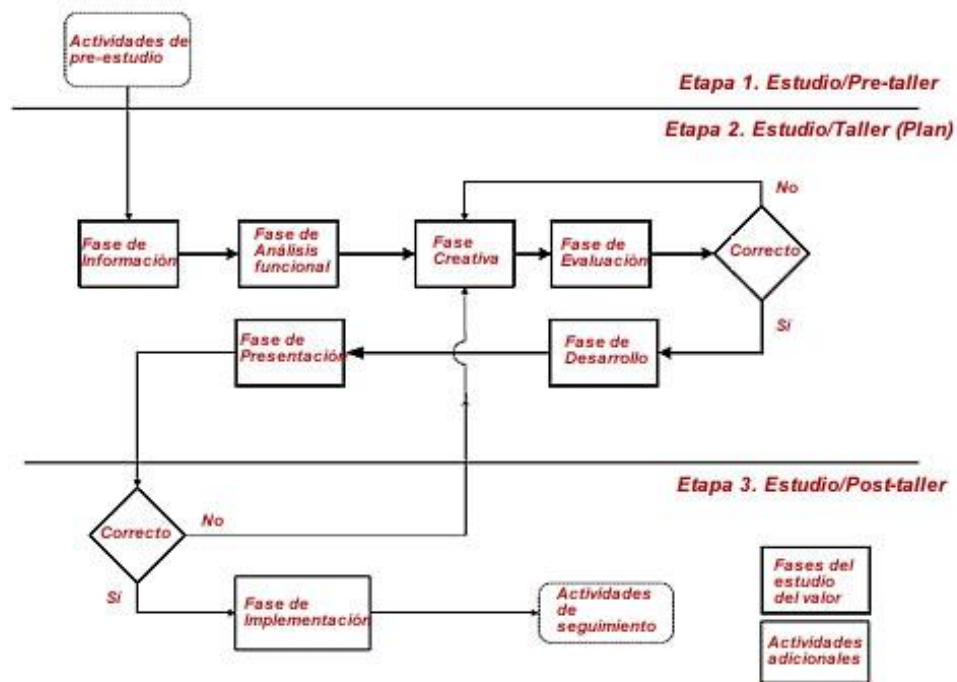 Actividades de
pre-estudio
Etapa 1. Estudio/Pre-taller
Etapa 2. Estudio/Taller (Plan)
No
Fase de
Información
Fase de
Análisis
funcional
Fase
Creativa
Fase de
Evaluación
Correcto
Sí
Fase de
Presentación
Fase de
Desarrollo
Etapa 3. Estudio/Post-taller
Correcto
No
Sí
Fase de
Implementación
Actividades
de
seguimiento
Fases del
estudio
del valor
Actividades
adicionales